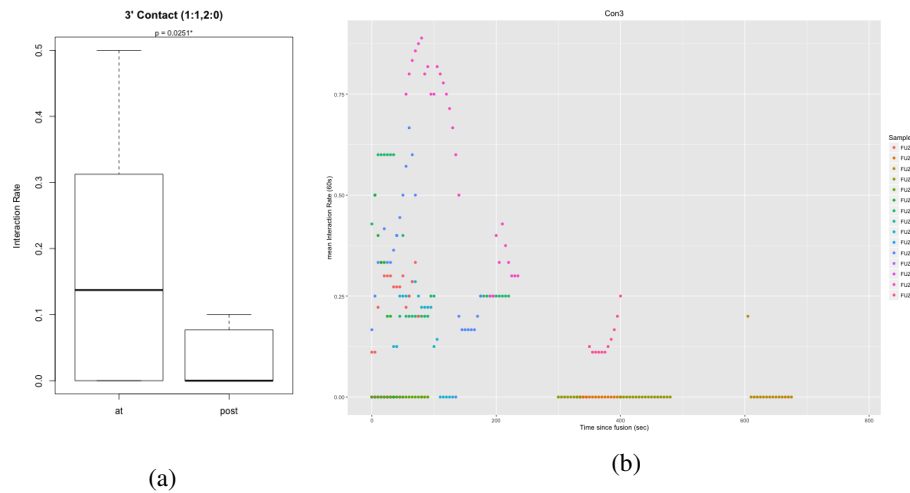 3' Contact (1:1,2:0)
p = 0.0251*
Interaction Rate
0.5
0.4
0.3
0.2
0.1
0.0
at
post
(a)
Con3
mean Interaction Rate (60s)
0.75
0.50
0.25
0.00
0
200
400
600
800
Time since fusion (sec)
Sample
FU2
FU2
FU2
FU2
FU2
FU2
FU2
FU2
FU2
FU2
FU2
FU2
(b)